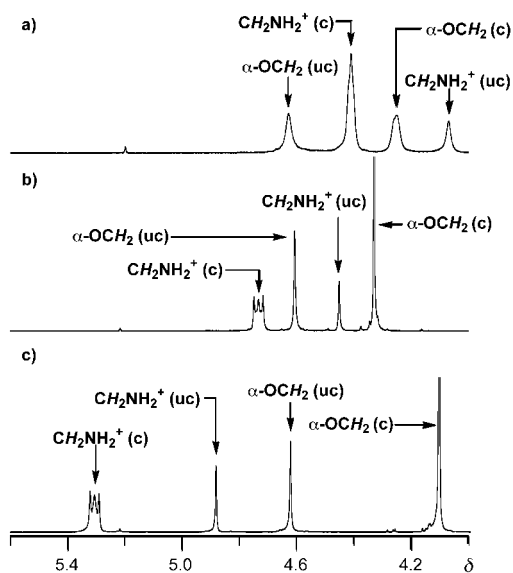 a)
CH₂NH₂⁺ (c)
α-OCH₂ (c)
α-OCH₂ (uc)
CH₂NH₂⁺ (uc)
b)
CH₂NH₂⁺ (uc)
α-OCH₂ (c)
α-OCH₂ (uc)
CH₂NH₂⁺ (c)
c)
α-OCH₂ (uc)
CH₂NH₂⁺ (uc)
α-OCH₂ (c)
CH₂NH₂⁺ (c)
5.4 5.0 4.6 4.2 δ